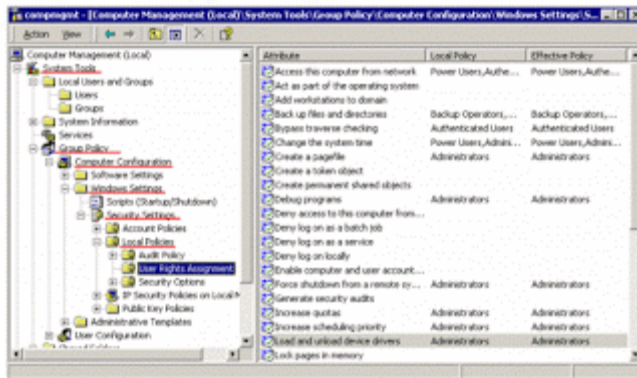 compmgmt - [Computer Management (Local)\System Tools\Group Policy\Computer Configuration\Windows Settings\S...
Action View
Computer Management (Local)
System Tools
Local Users and Groups
Users
Groups
System Information
Services
Group Policy
Computer Configuration
Software Settings
Windows Settings
Scripts (Startup/Shutdown)
Security Settings
Account Policies
Local Policies
Audit Policy
User Rights Assignment
Security Options
IP Security Policies on Local M
Public Key Policies
Administrative Templates
User Configuration
Attribute Local Policy Effective Policy
Access this computer from network Power Users,Authe... Power Users,Authe...
Act as part of the operating system
Add workstations to domain
Back up files and directories Backup Operators,... Backup Operators,...
Bypass traverse checking Authenticated Users Authenticated Users
Change the system time Power Users,Admini... Power Users,Admini...
Create a pagefile Administrators Administrators
Create a token object
Create permanent shared objects
Debug programs Administrators Administrators
Deny access to this computer from...
Deny log on as a batch job
Deny log on as a service
Deny log on locally
Enable computer and user account...
Force shutdown from a remote sy... Administrators Administrators
Generate security audits
Increase quotas Administrators Administrators
Increase scheduling priority Administrators Administrators
Load and unload device drivers Administrators Administrators
Lock pages in memory